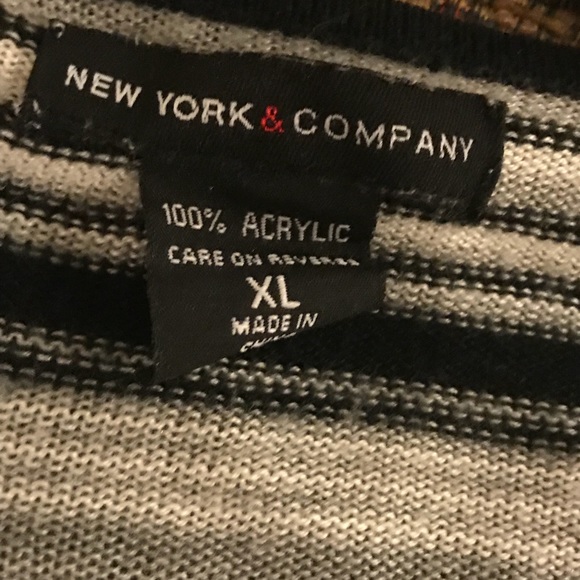 NEW YORK & COMPANY
100% ACRYLIC
CARE ON REVERSE
XL
MADE IN